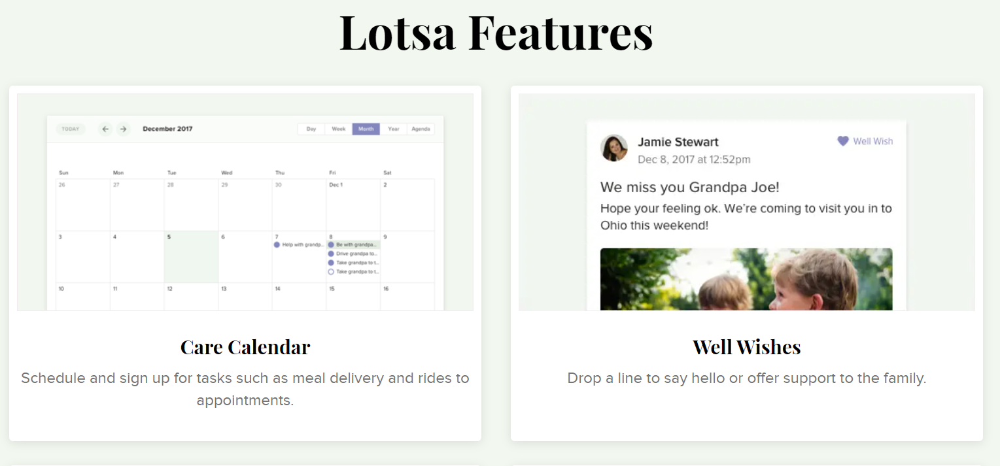 Lotsa Features
TODAY ← → December 2017 Day Week Month Year Agenda
Sun Mon Tue Wed Thu Fri Sat
26 27 28 29 30 Dec 1 2
3 4 5 6 7 8 9
Help with grandp... Be with grandpa...
Drive grandpa to...
Take grandpa to t...
Take grandpa to t...
10 11 12 13 14 15 16
Care Calendar
Schedule and sign up for tasks such as meal delivery and rides to
appointments.
Jamie Stewart Well Wish
Dec 8, 2017 at 12:52pm
We miss you Grandpa Joe!
Hope your feeling ok. We're coming to visit you in to
Ohio this weekend!
Well Wishes
Drop a line to say hello or offer support to the family.